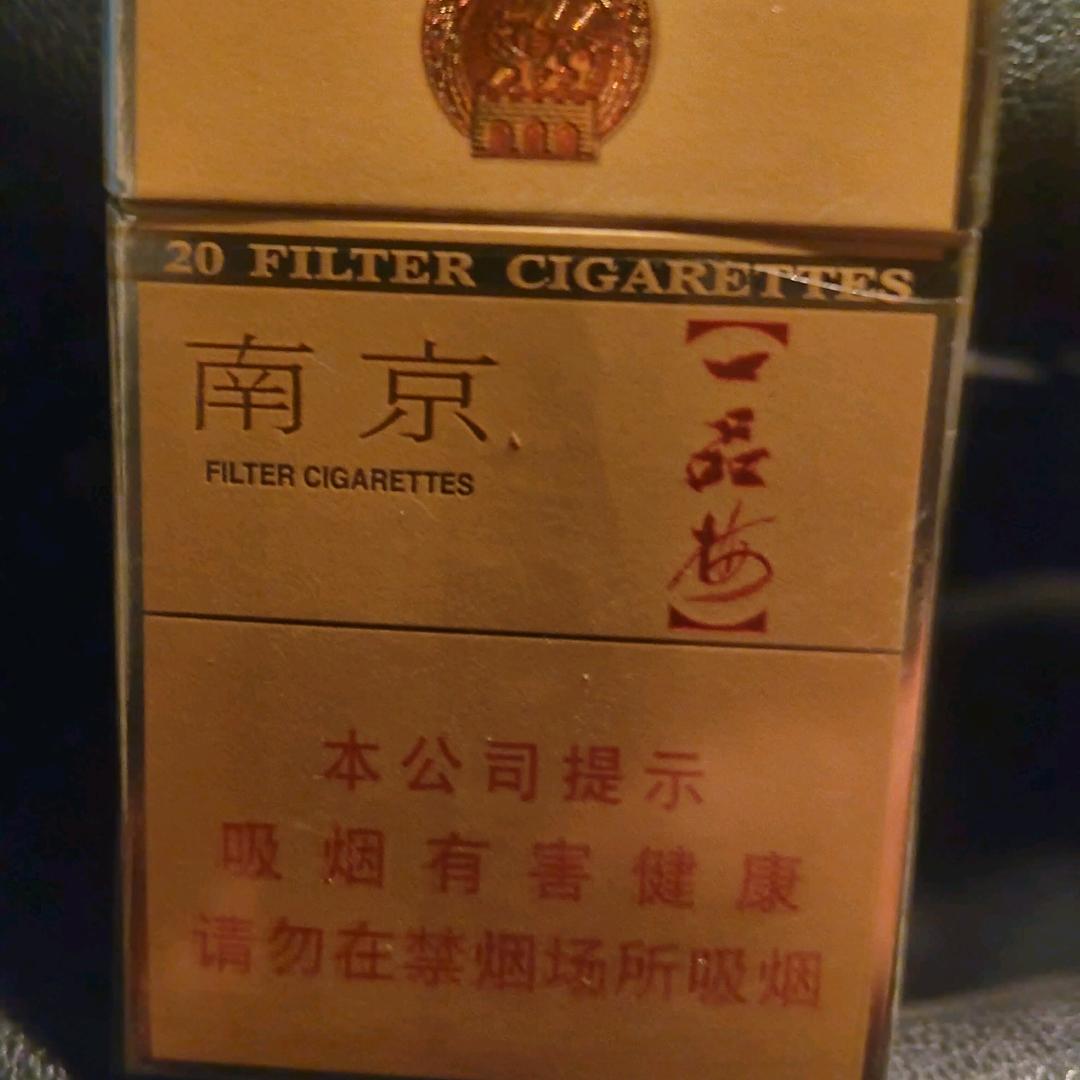 20 FILTER CIGARETTES
南京
FILTER CIGARETTES
【一品梅】
本公司提示
吸烟有害健康
请勿在禁烟场所吸烟